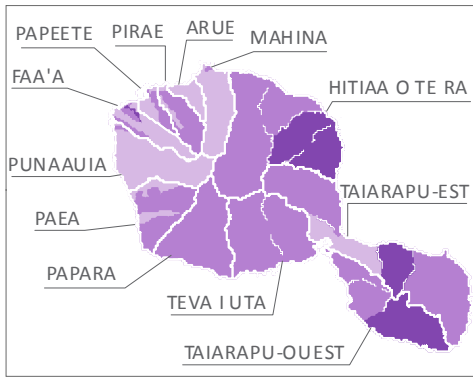 PAPEETE
PIRAE
ARUE
MAHINA
FAA'A
HITIAA O TE RA
PUNAAUIA
TAIARAPU-EST
PAEA
PAPARA
TEVA I UTA
TAIARAPU-OUEST